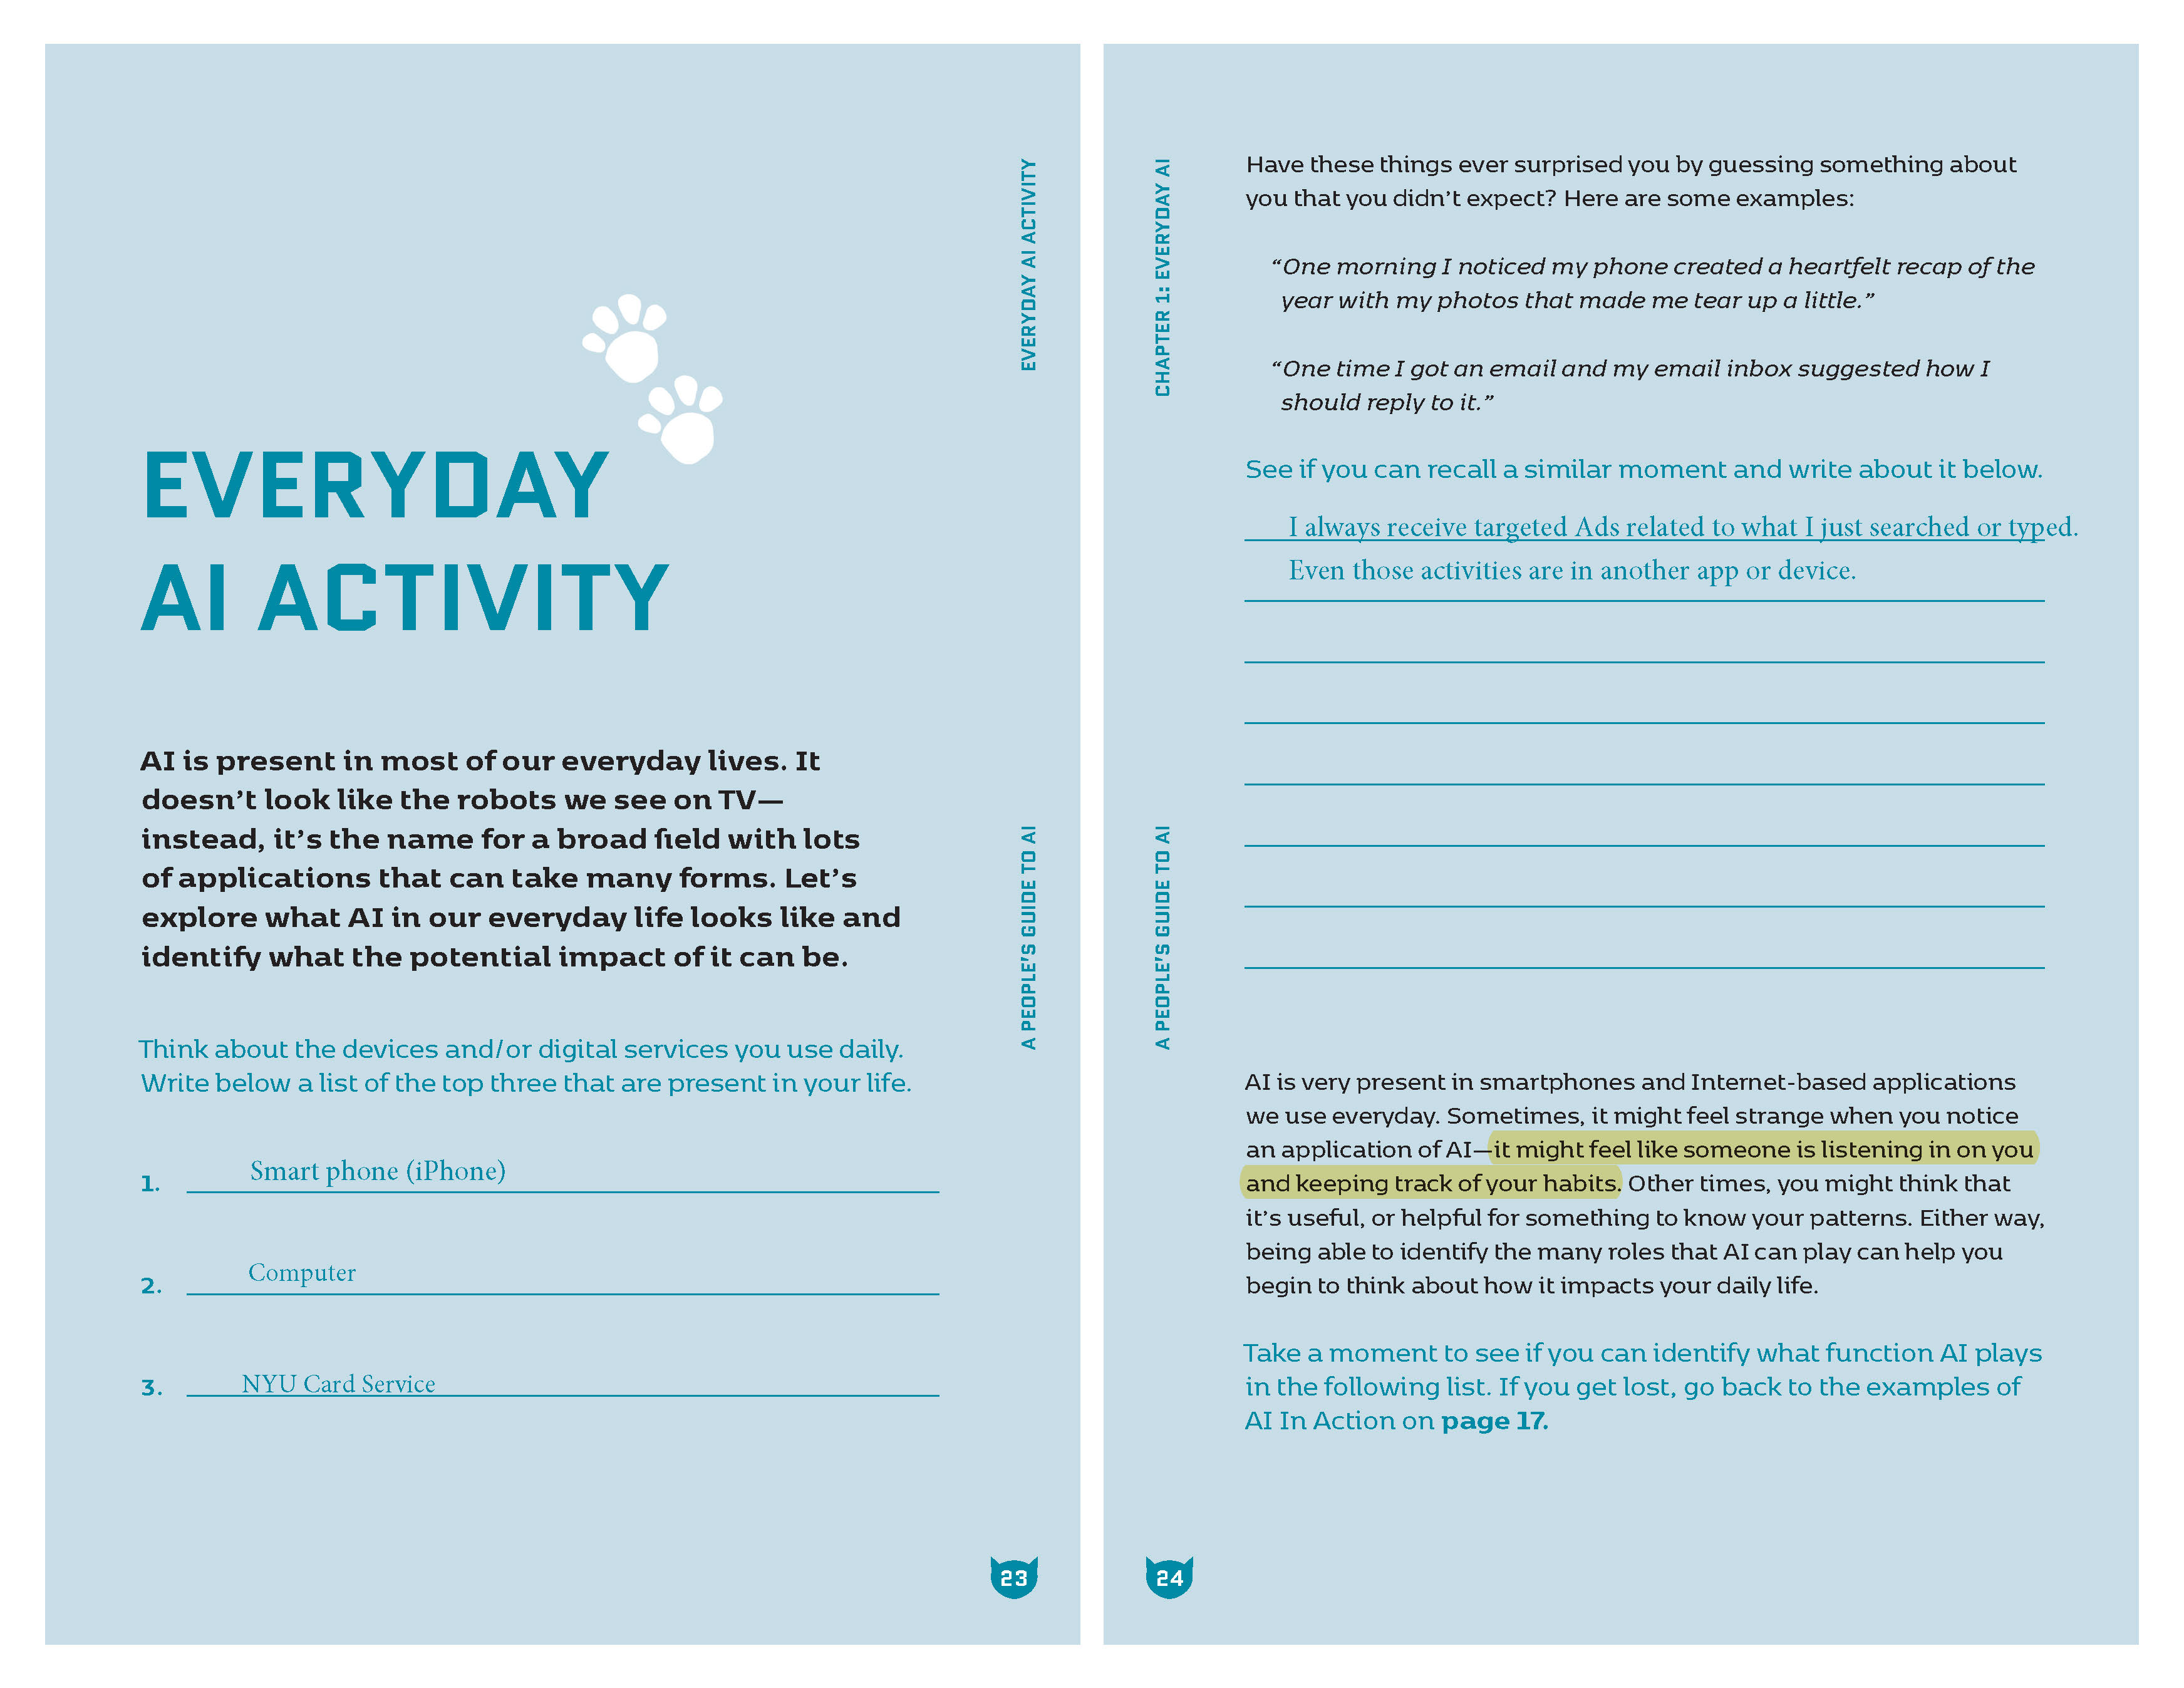 EVERYDAY AI ACTIVITY
EVERYDAY
AI ACTIVITY
AI is present in most of our everyday lives. It
doesn’t look like the robots we see on TV—
instead, it’s the name for a broad field with lots
of applications that can take many forms. Let’s
explore what AI in our everyday life looks like and
identify what the potential impact of it can be.
A PEOPLE’S GUIDE TO AI
Think about the devices and/or digital services you use daily.
Write below a list of the top three that are present in your life.
1. Smart phone (iPhone)
2. Computer
3. NYU Card Service
23
CHAPTER 1: EVERYDAY AI
Have these things ever surprised you by guessing something about
you that you didn’t expect? Here are some examples:
“One morning I noticed my phone created a heartfelt recap of the
year with my photos that made me tear up a little.”
“One time I got an email and my email inbox suggested how I
should reply to it.”
See if you can recall a similar moment and write about it below.
I always receive targeted Ads related to what I just searched or typed.
Even those activities are in another app or device.
A PEOPLE’S GUIDE TO AI
AI is very present in smartphones and Internet-based applications
we use everyday. Sometimes, it might feel strange when you notice
an application of AI—it might feel like someone is listening in on you
and keeping track of your habits. Other times, you might think that
it’s useful, or helpful for something to know your patterns. Either way,
being able to identify the many roles that AI can play can help you
begin to think about how it impacts your daily life.
Take a moment to see if you can identify what function AI plays
in the following list. If you get lost, go back to the examples of
AI In Action on page 17.
24